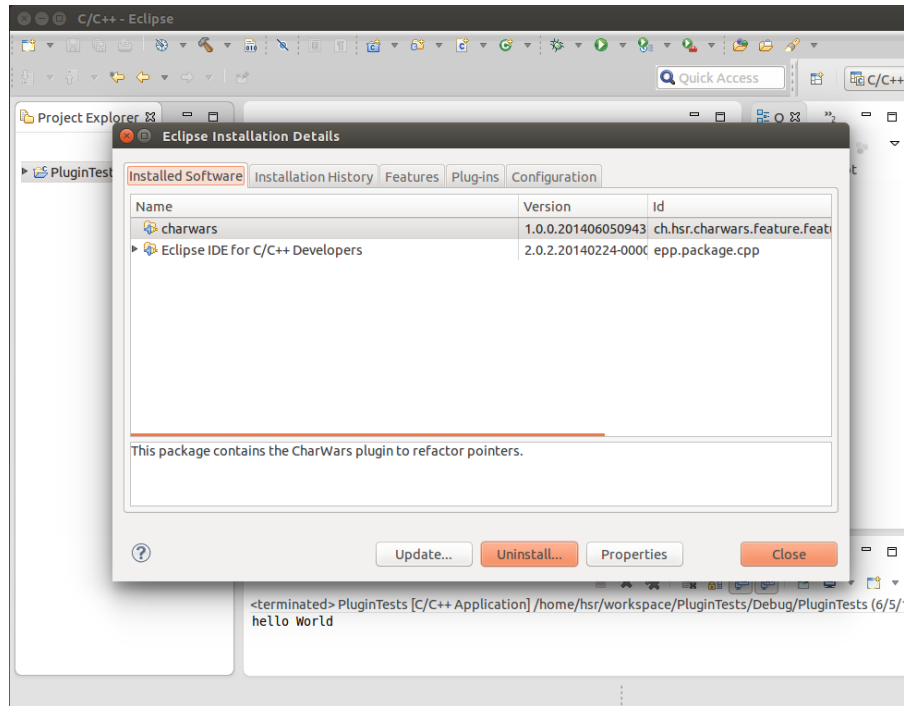 C/C++ - Eclipse
Quick Access
C/C++
Project Explorer
O
»2
Eclipse Installation Details
PluginTest
Installed Software Installation History Features Plug-ins Configuration
Name Version Id
charwars 1.0.0.201406050943 ch.hsr.charwars.feature.feat
Eclipse IDE for C/C++ Developers 2.0.2.20140224-000 epp.package.cpp
This package contains the CharWars plugin to refactor pointers.
? Update... Uninstall... Properties Close
<terminated> PluginTests [C/C++ Application] /home/hsr/workspace/PluginTests/Debug/PluginTests (6/5/
hello World